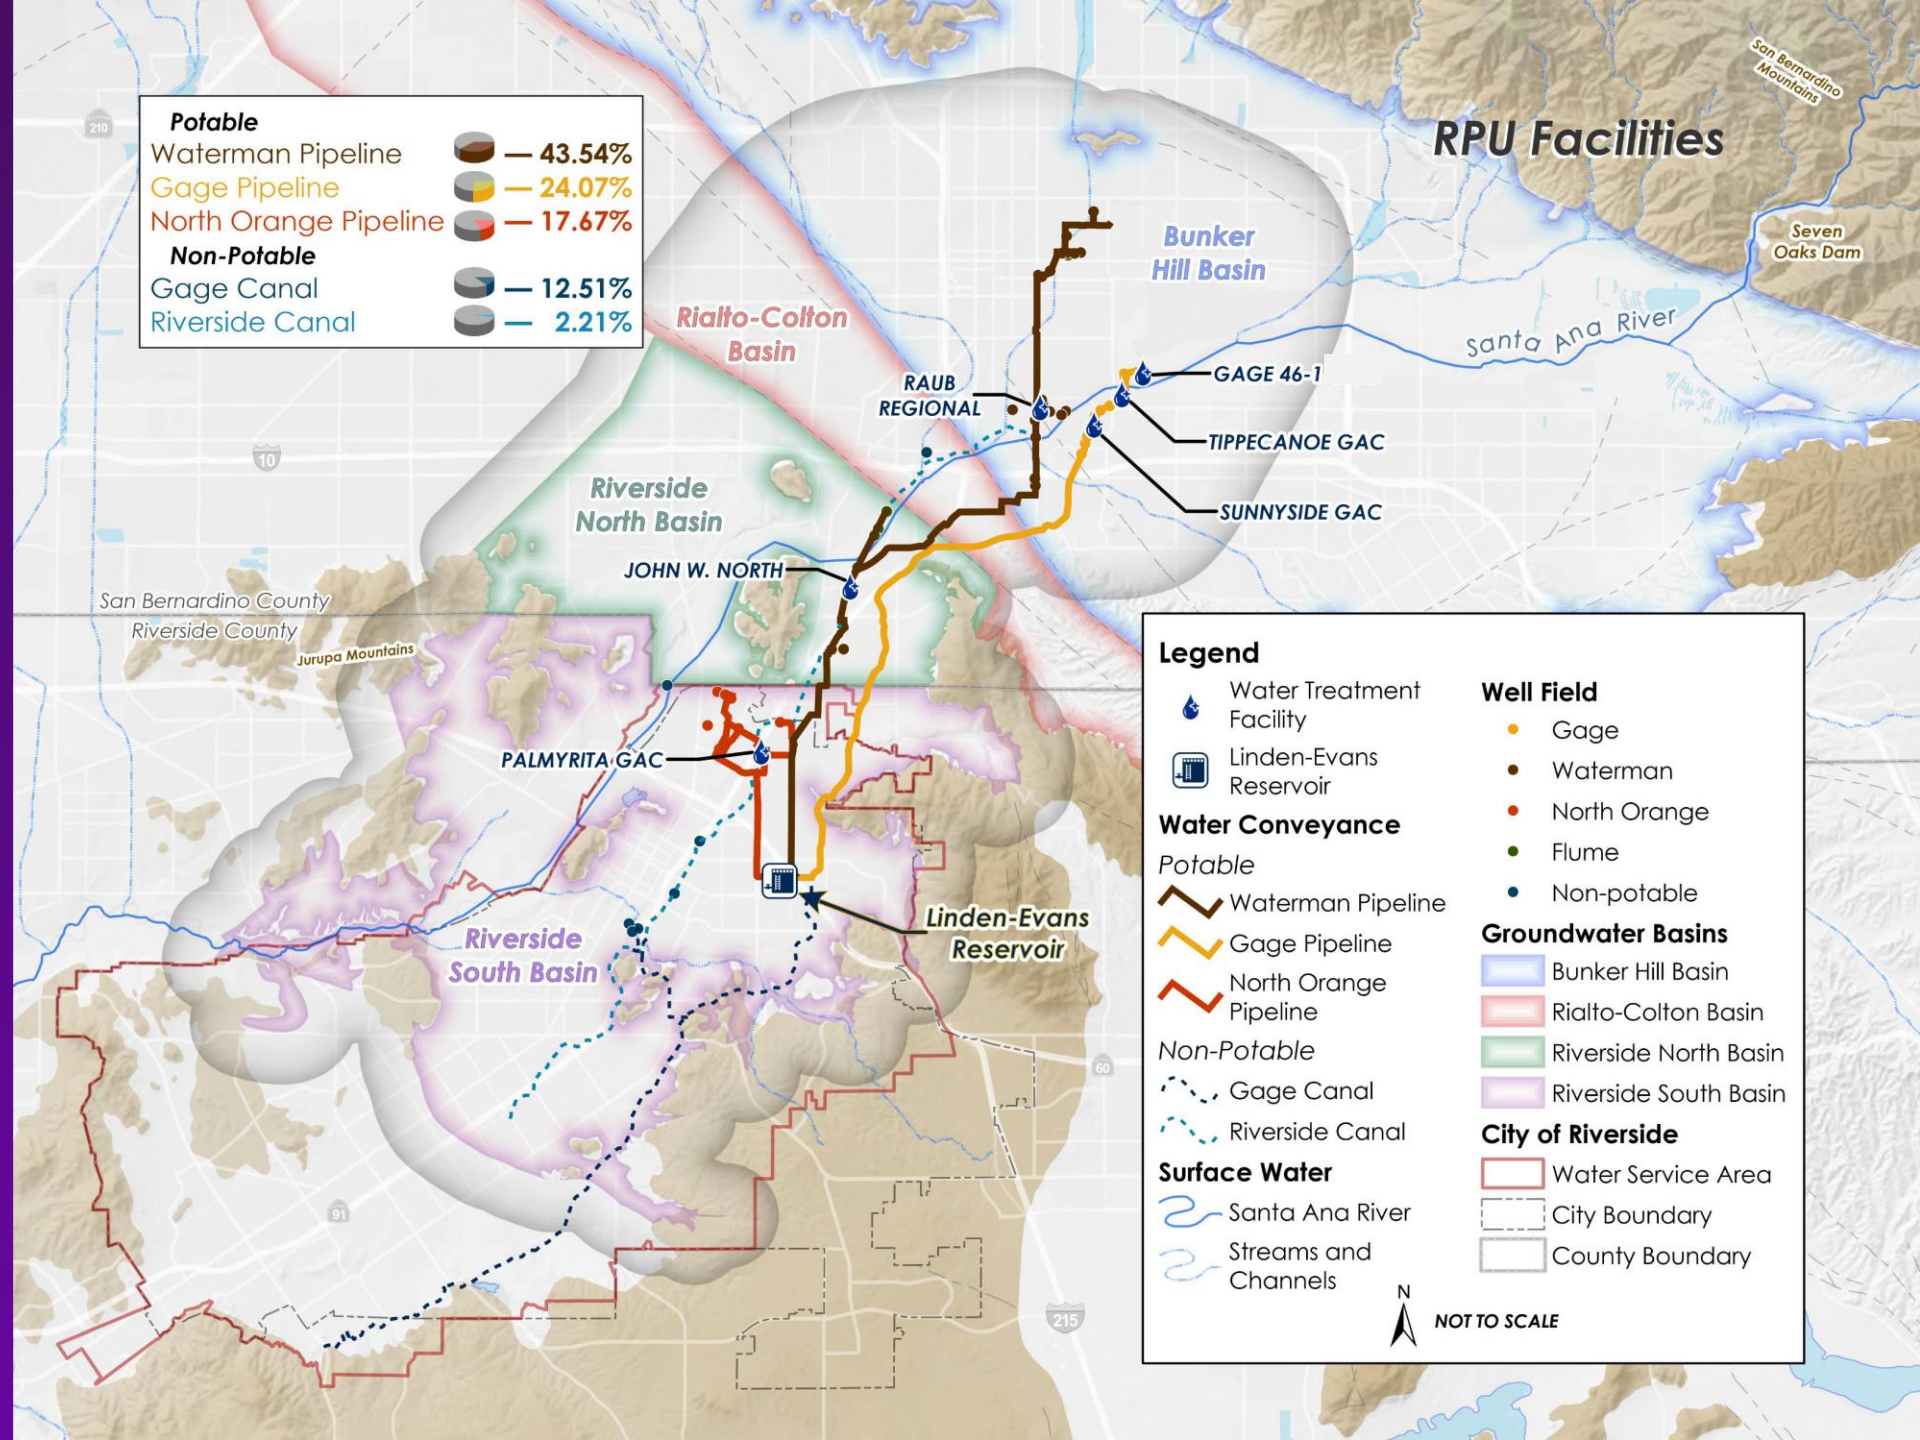 RPU Facilities
San Bernardino
Mountains
Seven
Oaks Dam
Potable
Waterman Pipeline — 43.54%
Gage Pipeline — 24.07%
North Orange Pipeline — 17.67%
Non-Potable
Gage Canal — 12.51%
Riverside Canal — 2.21%
210
Bunker
Hill Basin
Rialto-Colton
Basin
Santa Ana River
RAUB
REGIONAL
GAGE 46-1
TIPPECANOE GAC
SUNNYSIDE GAC
10
Riverside
North Basin
JOHN W. NORTH
San Bernardino County
Riverside County
Jurupa Mountains
PALMYRITA GAC
Linden-Evans
Reservoir
Riverside
South Basin
60
91
215
Legend
Water Treatment
Facility
Linden-Evans
Reservoir
Water Conveyance
Potable
Waterman Pipeline
Gage Pipeline
North Orange
Pipeline
Non-Potable
Gage Canal
Riverside Canal
Surface Water
Santa Ana River
Streams and
Channels
Well Field
Gage
Waterman
North Orange
Flume
Non-potable
Groundwater Basins
Bunker Hill Basin
Rialto-Colton Basin
Riverside North Basin
Riverside South Basin
City of Riverside
Water Service Area
City Boundary
County Boundary
N
NOT TO SCALE